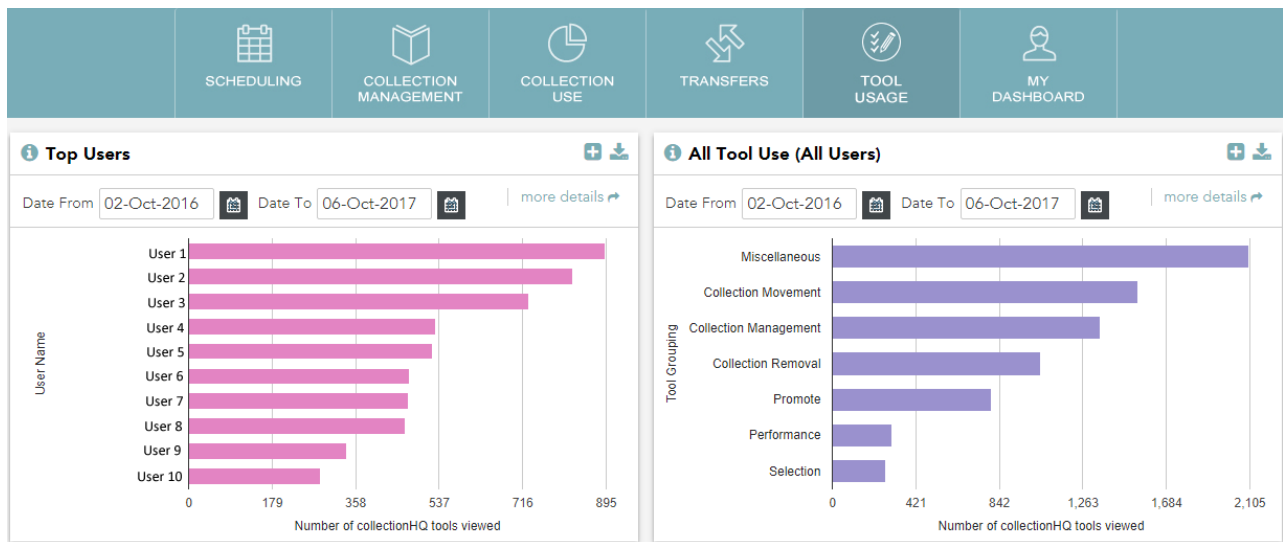 SCHEDULING
COLLECTION
MANAGEMENT
COLLECTION
USE
TRANSFERS
TOOL
USAGE
MY
DASHBOARD
Top Users
Date From 02-Oct-2016 Date To 06-Oct-2017 more details
User Name
User 1
User 2
User 3
User 4
User 5
User 6
User 7
User 8
User 9
User 10
0 179 358 537 716 895
Number of collectionHQ tools viewed
All Tool Use (All Users)
Date From 02-Oct-2016 Date To 06-Oct-2017 more details
Tool Grouping
Miscellaneous
Collection Movement
Collection Management
Collection Removal
Promote
Performance
Selection
0 421 842 1,263 1,684 2,105
Number of collectionHQ tools viewed